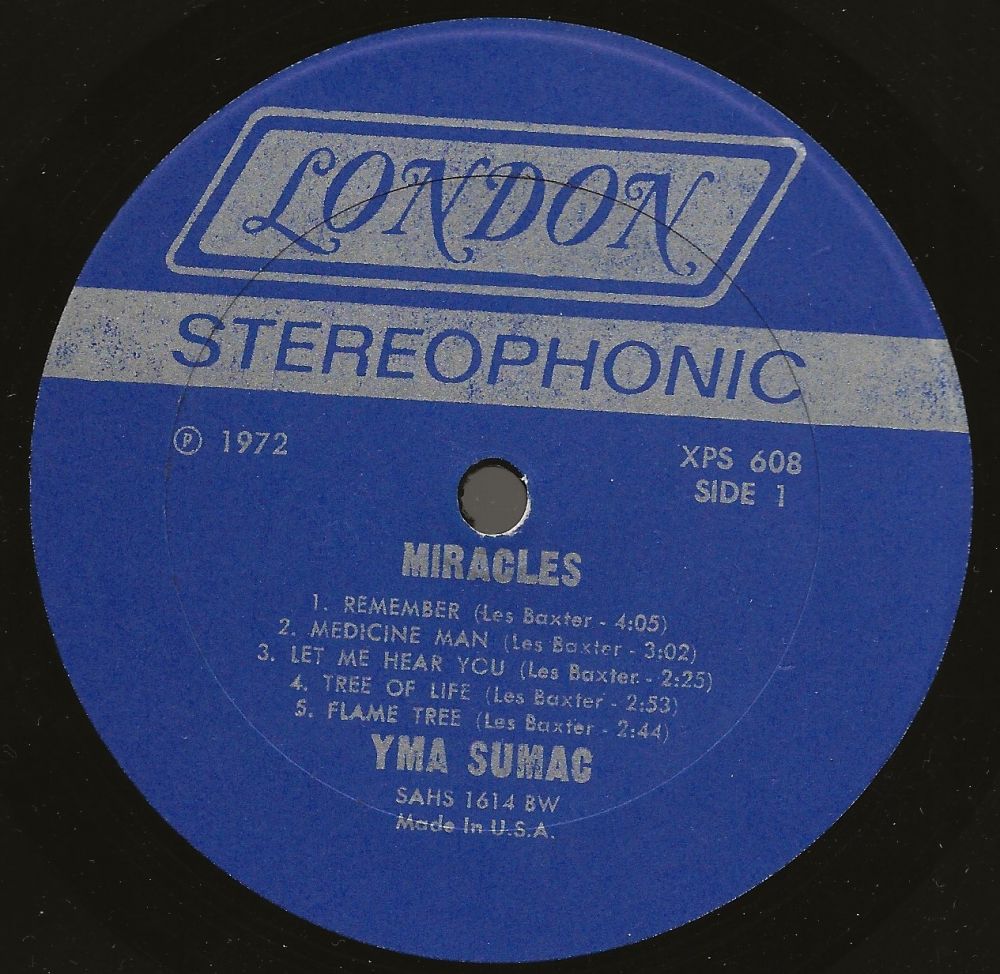 LONDON
STEREOPHONIC
℗ 1972
XPS 608
SIDE 1
MIRACLES
1. REMEMBER (Les Baxter - 4:05)
2. MEDICINE MAN (Les Baxter - 3:02)
3. LET ME HEAR YOU (Les Baxter - 2:25)
4. TREE OF LIFE (Les Baxter - 2:53)
5. FLAME TREE (Les Baxter - 2:44)
YMA SUMAC
SAHS 1614 BW
Made In U.S.A.